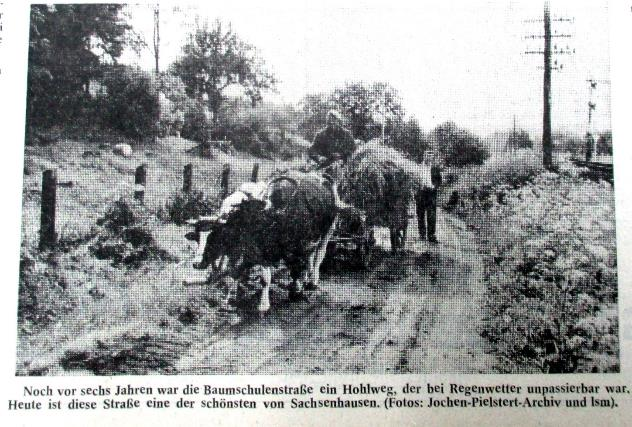 Noch vor sechs Jahren war die Baumschulenstraße ein Hohlweg, der bei Regenwetter unpassierbar war.
Heute ist diese Straße eine der schönsten von Sachsenhausen. (Fotos: Jochen-Pielstert-Archiv und lsm).